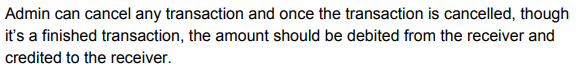 Admin can cancel any transaction and once the transaction is cancelled, though
it's a finished transaction, the amount should be debited from the receiver and
credited to the receiver.